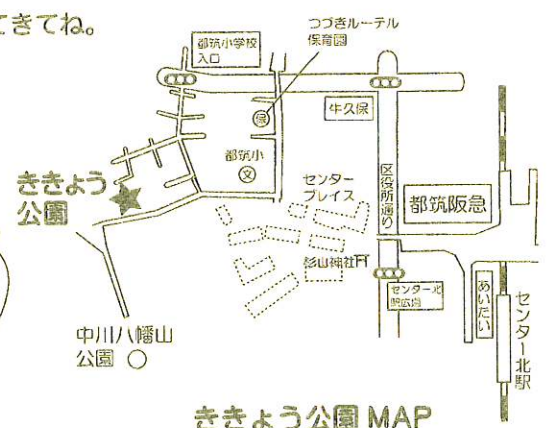 てきてね。
つづきルーテル
保育園
都筑小学校
入口
保
牛久保
都筑小
文
ききょう
公園
センター
プレイス
区役所通り
都筑阪急
杉山神社
センター北
駅広場
あいたい
センター北駅
中川八幡山
公園
ききょう公園 MAP